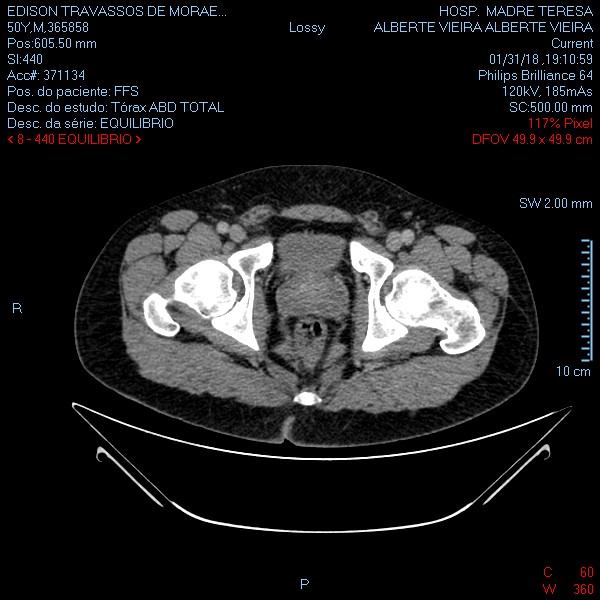 EDISON TRAVASSOS DE MORAE...
50Y,M,365858
Pos:605.50 mm
SI:440
Acc#: 371134
Pos. do paciente: FFS
Desc. do estudo: Tórax ABD TOTAL
Desc. da série: EQUILIBRIO
< 8 - 440 EQUILIBRIO >
Lossy
HOSP. MADRE TERESA
ALBERTE VIEIRA ALBERTE VIEIRA
Current
01/31/18 ,19:10:59
Philips Brilliance 64
120kV, 185mAs
SC:500.00 mm
117% Pixel
DFOV 49.9 x 49.9 cm
SW 2.00 mm
R
10 cm
P
C 60
W 360